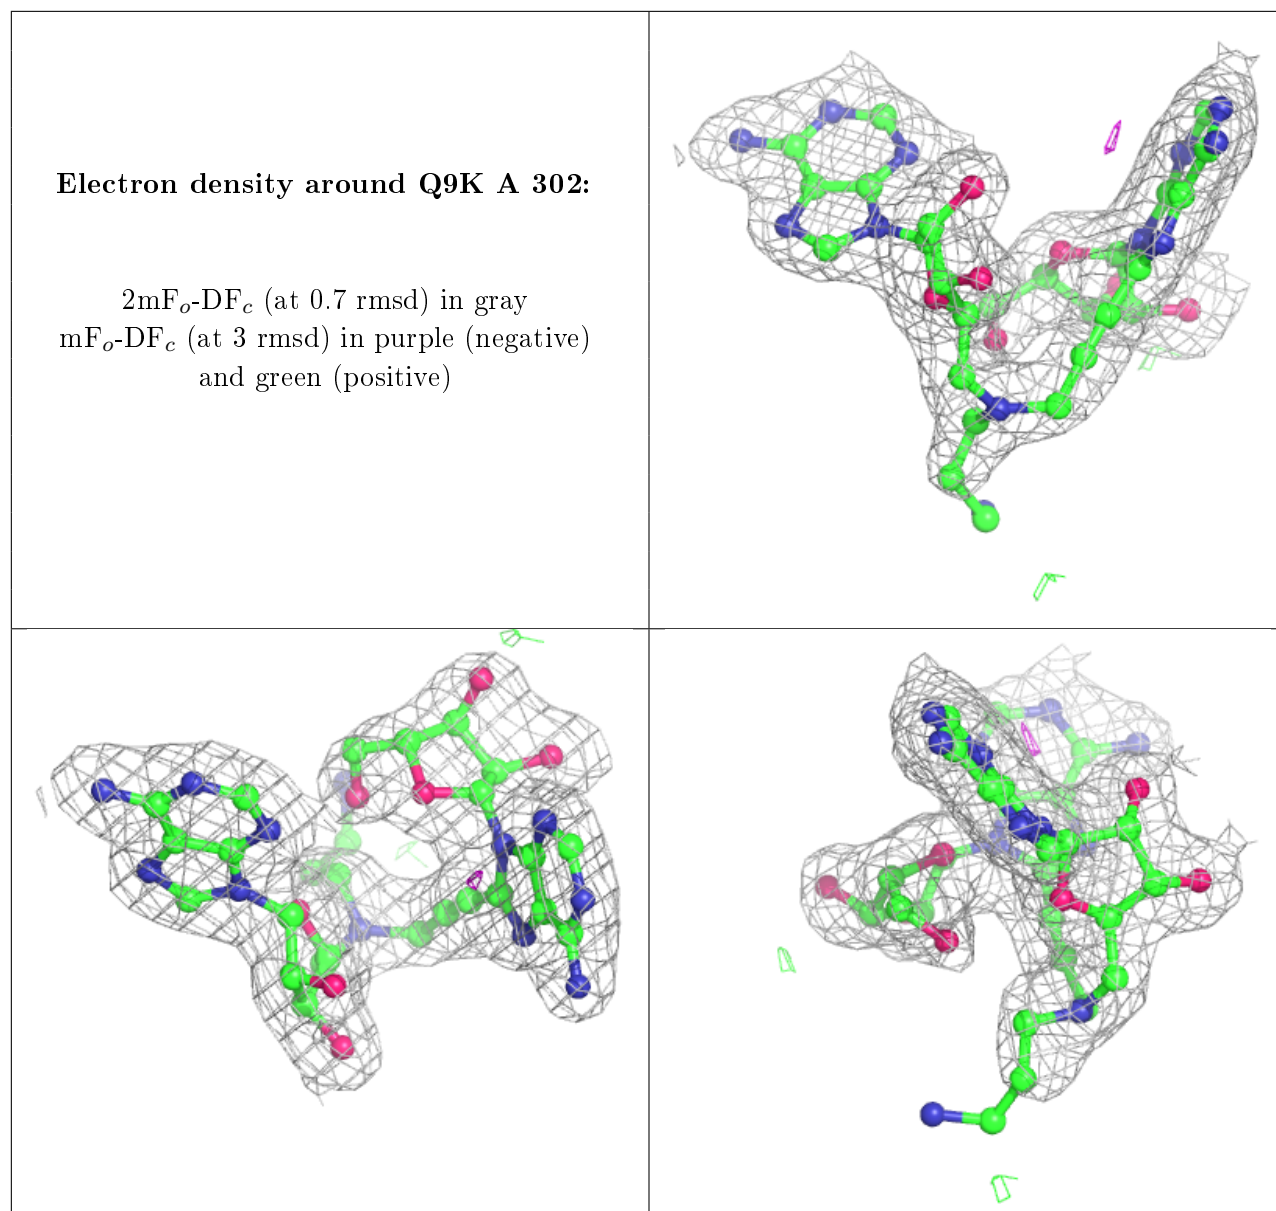 Electron density around Q9K A 302:
2mFo-DFc (at 0.7 rmsd) in gray
mFo-DFc (at 3 rmsd) in purple (negative)
and green (positive)